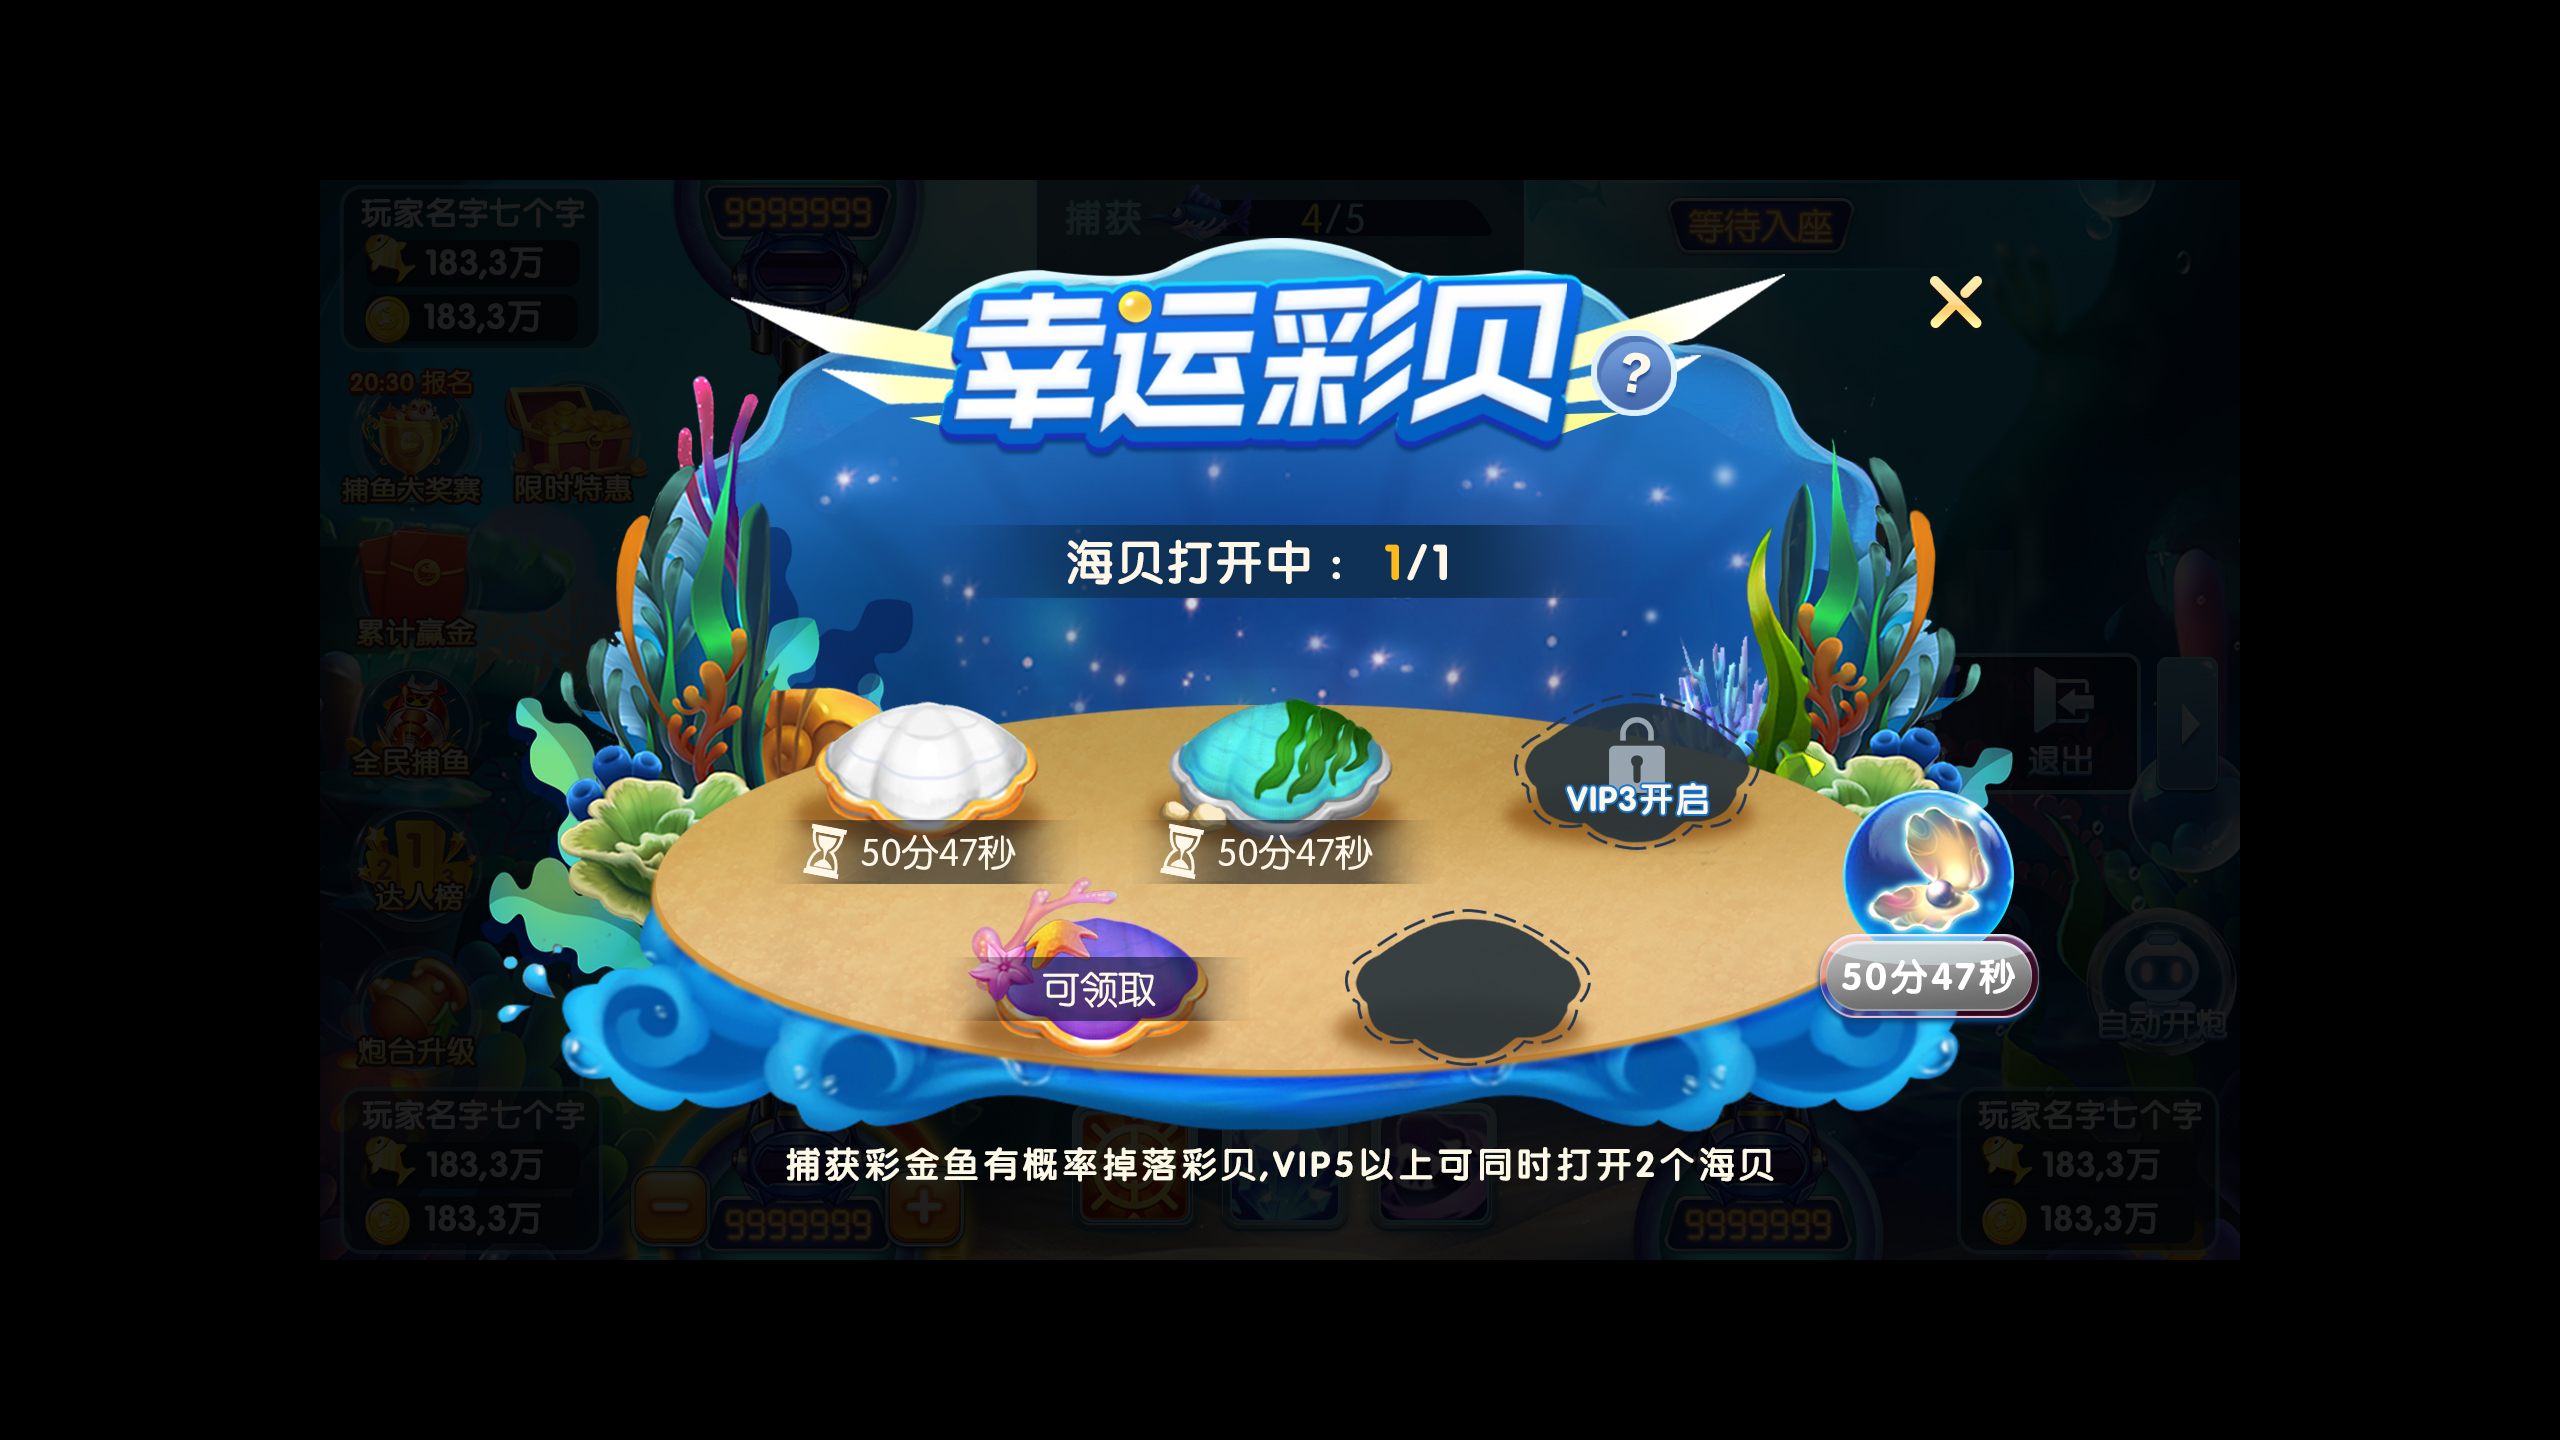 玩家名字七个字
183,3万
183,3万
9999999
捕获
4/5
等待入座
幸运彩贝
?
20:30 报名
捕鱼大奖赛
限时特惠
海贝打开中： 1/1
累计赢金
退出
全民捕鱼
VIP3开启
50分47秒
50分47秒
达人榜
1
2
3
可领取
50分47秒
自动开炮
炮台升级
玩家名字七个字
183,3万
183,3万
9999999
捕获彩金鱼有概率掉落彩贝,VIP5以上可同时打开2个海贝
9999999
玩家名字七个字
183,3万
183,3万